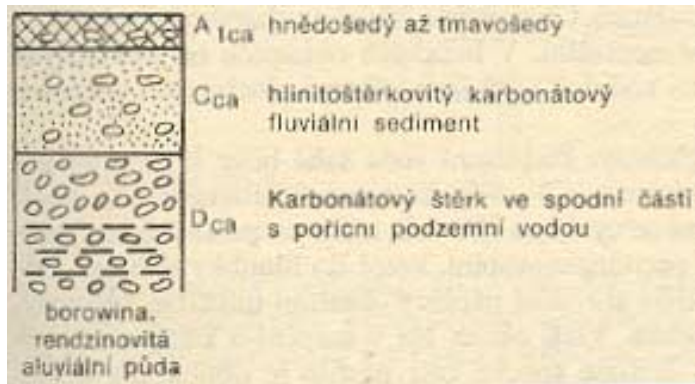 A1ca hnědošedý až tmavošedý
Cca hlinitoštěrkovitý karbonátový
fluviální sediment
Karbonátový štěrk ve spodní části
Dca s poříční podzemní vodou
borowina.
rendzinovitá
aluviální půda